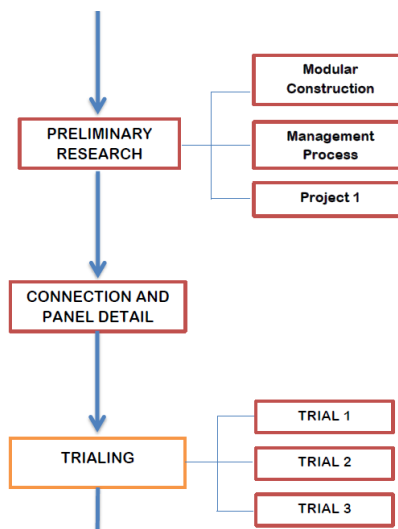 Modular
Construction
PRELIMINARY
RESEARCH
Management
Process
Project 1
CONNECTION AND
PANEL DETAIL
TRIALING
TRIAL 1
TRIAL 2
TRIAL 3